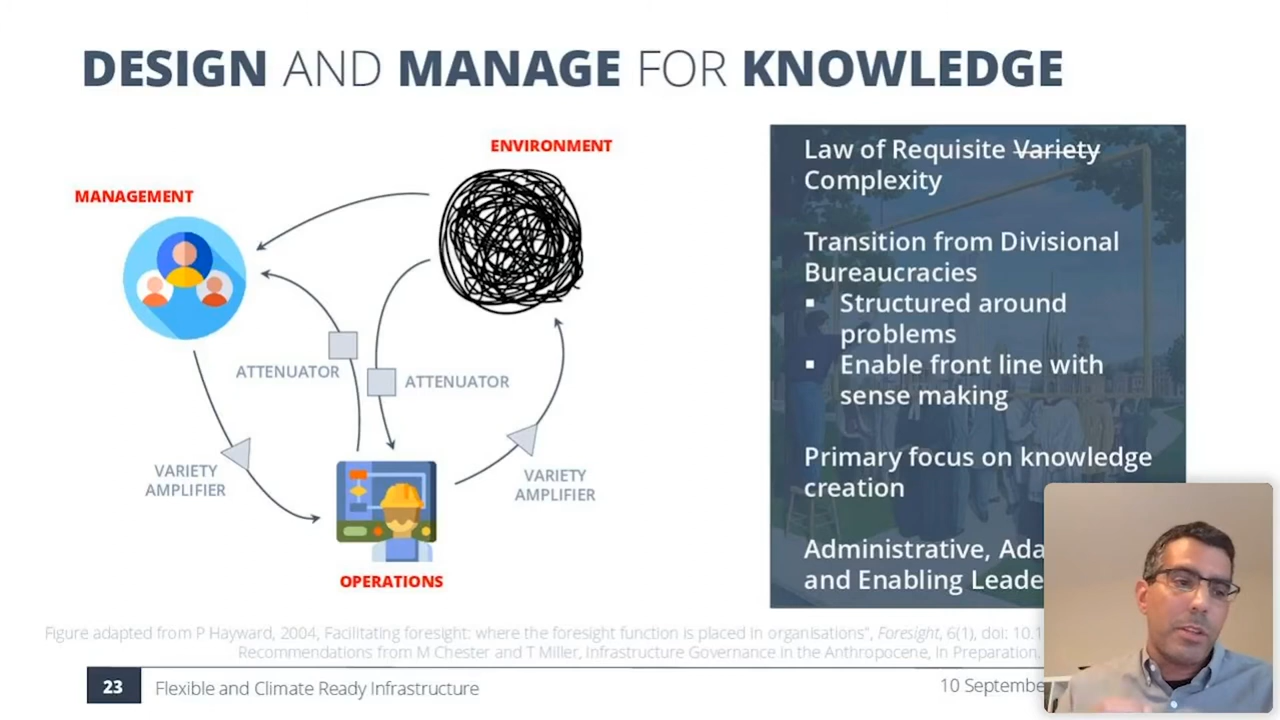 DESIGN AND MANAGE FOR KNOWLEDGE
ENVIRONMENT
MANAGEMENT
ATTENUATOR
ATTENUATOR
VARIETY
AMPLIFIER
VARIETY
AMPLIFIER
OPERATIONS
Law of Requisite Variety
Complexity
Transition from Divisional
Bureaucracies
▪ Structured around
problems
▪ Enable front line with
sense making
Primary focus on knowledge
creation
Administrative,
and Enabling
Figure adapted from P Hayward, 2004, Facilitating foresight: where the foresight function is placed in organisations", Foresight, 6(1), doi:
Recommendations from M Chester and T Miller, Infrastructure Governance in the Anthropocene, In Preparation.
23 Flexible and Climate Ready Infrastructure
10 Septembe